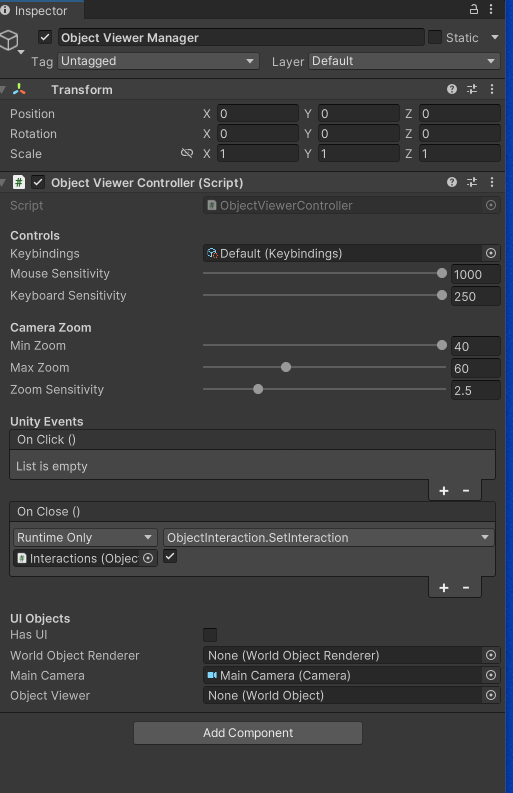 Inspector
Object Viewer Manager
Static
Tag Untagged Layer Default
Transform
Position X 0 Y 0 Z 0
Rotation X 0 Y 0 Z 0
Scale X 1 Y 1 Z 1
# Object Viewer Controller (Script)
Script # ObjectViewerController
Controls
Keybindings Default (Keybindings)
Mouse Sensitivity 1000
Keyboard Sensitivity 250
Camera Zoom
Min Zoom 40
Max Zoom 60
Zoom Sensitivity 2.5
Unity Events
On Click ()
List is empty
+ -
On Close ()
Runtime Only ObjectInteraction.SetInteraction
# Interactions (Objec
+ -
UI Objects
Has UI
World Object Renderer None (World Object Renderer)
Main Camera Main Camera (Camera)
Object Viewer None (World Object)
Add Component